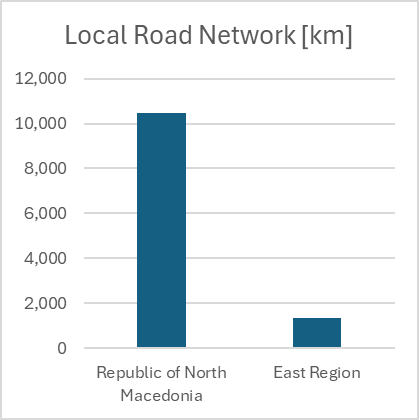 Local Road Network [km]
12,000
10,000
8,000
6,000
4,000
2,000
0
Republic of North
Macedonia
East Region